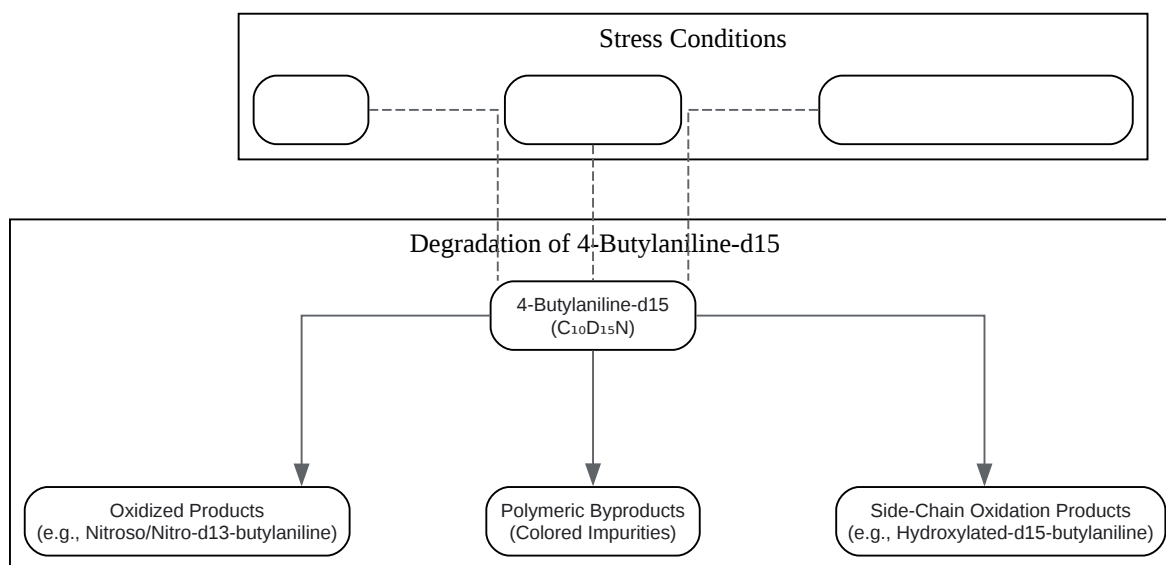 Stress Conditions
Degradation of 4-Butylaniline-d15
4-Butylaniline-d15
(C₁₀D₁₅N)
Oxidized Products
(e.g., Nitroso/Nitro-d13-butylaniline)
Polymeric Byproducts
(Colored Impurities)
Side-Chain Oxidation Products
(e.g., Hydroxylated-d15-butylaniline)